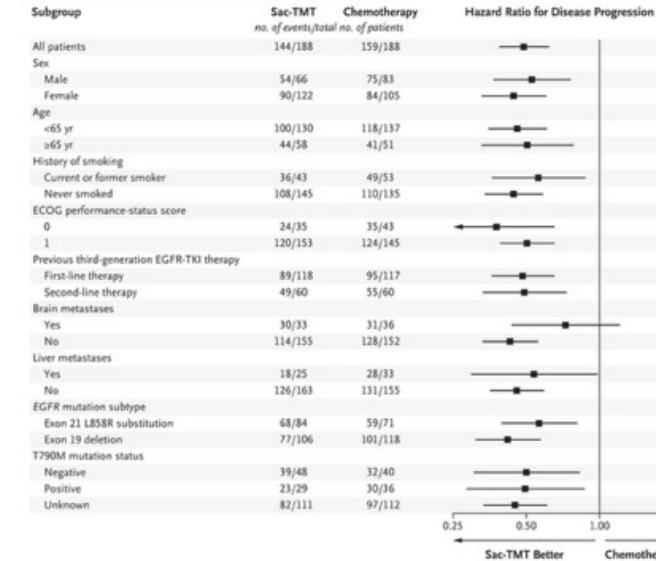 Subgroup Sac-TMT Chemotherapy Hazard Ratio for Disease Progression
no. of events/total no. of patients
All patients 144/188 159/188
Sex
Male 54/66 75/83
Female 90/122 84/105
Age
<65 yr 100/130 118/137
≥65 yr 44/58 41/51
History of smoking
Current or former smoker 36/43 49/53
Never smoked 108/145 110/135
ECOG performance-status score
0 24/35 35/43
1 120/153 124/145
Previous third-generation EGFR-TKI therapy
First-line therapy 89/118 95/117
Second-line therapy 49/60 55/60
Brain metastases
Yes 30/33 31/36
No 114/155 128/152
Liver metastases
Yes 18/25 28/33
No 126/163 131/155
EGFR mutation subtype
Exon 21 L858R substitution 68/84 59/71
Exon 19 deletion 77/106 101/118
T790M mutation status
Negative 39/48 32/40
Positive 23/29 30/36
Unknown 82/111 97/112
0.25 0.50 1.00
Sac-TMT Better Chemothe